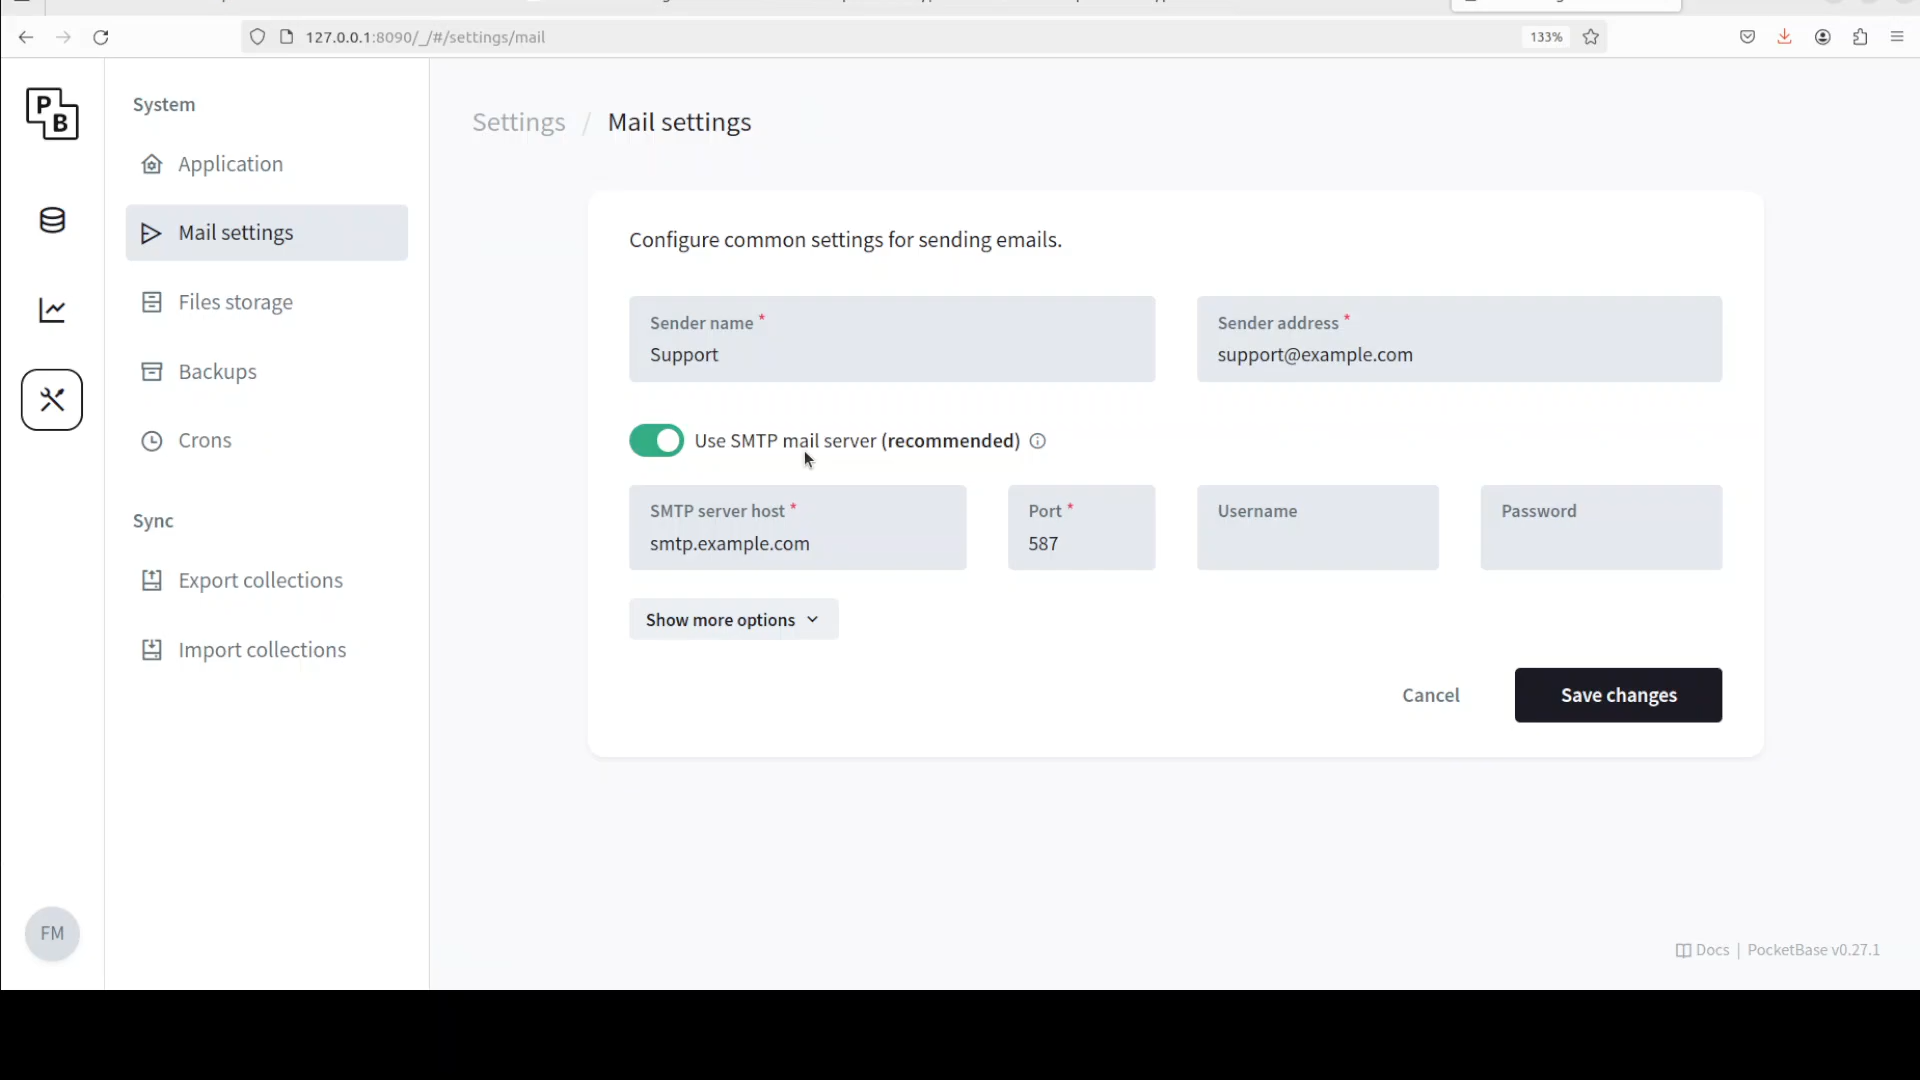 127.0.0.1:8090/_/#/settings/mail
133%
P
B
System
Application
Mail settings
Files storage
Backups
Crons
Sync
Export collections
Import collections
FM
Settings / Mail settings
Configure common settings for sending emails.
Sender name *
Support
Sender address *
support@example.com
Use SMTP mail server (recommended)
SMTP server host *
smtp.example.com
Port *
587
Username
Password
Show more options
Cancel
Save changes
Docs | PocketBase v0.27.1